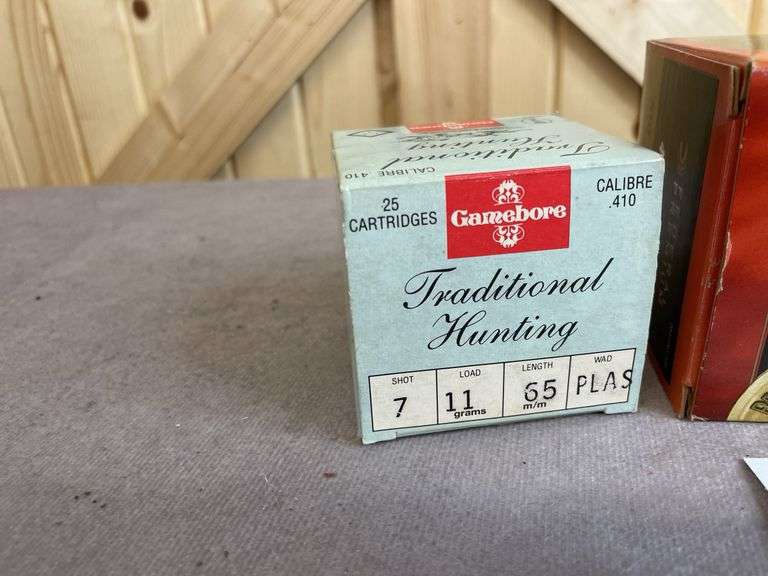 Traditional
Hunting
CALIBRE 410
25
CARTRIDGES
Gamebore
CALIBRE
.410
Traditional
Hunting
SHOT LOAD LENGTH WAD
7 11 65 PLAS
grams m/m